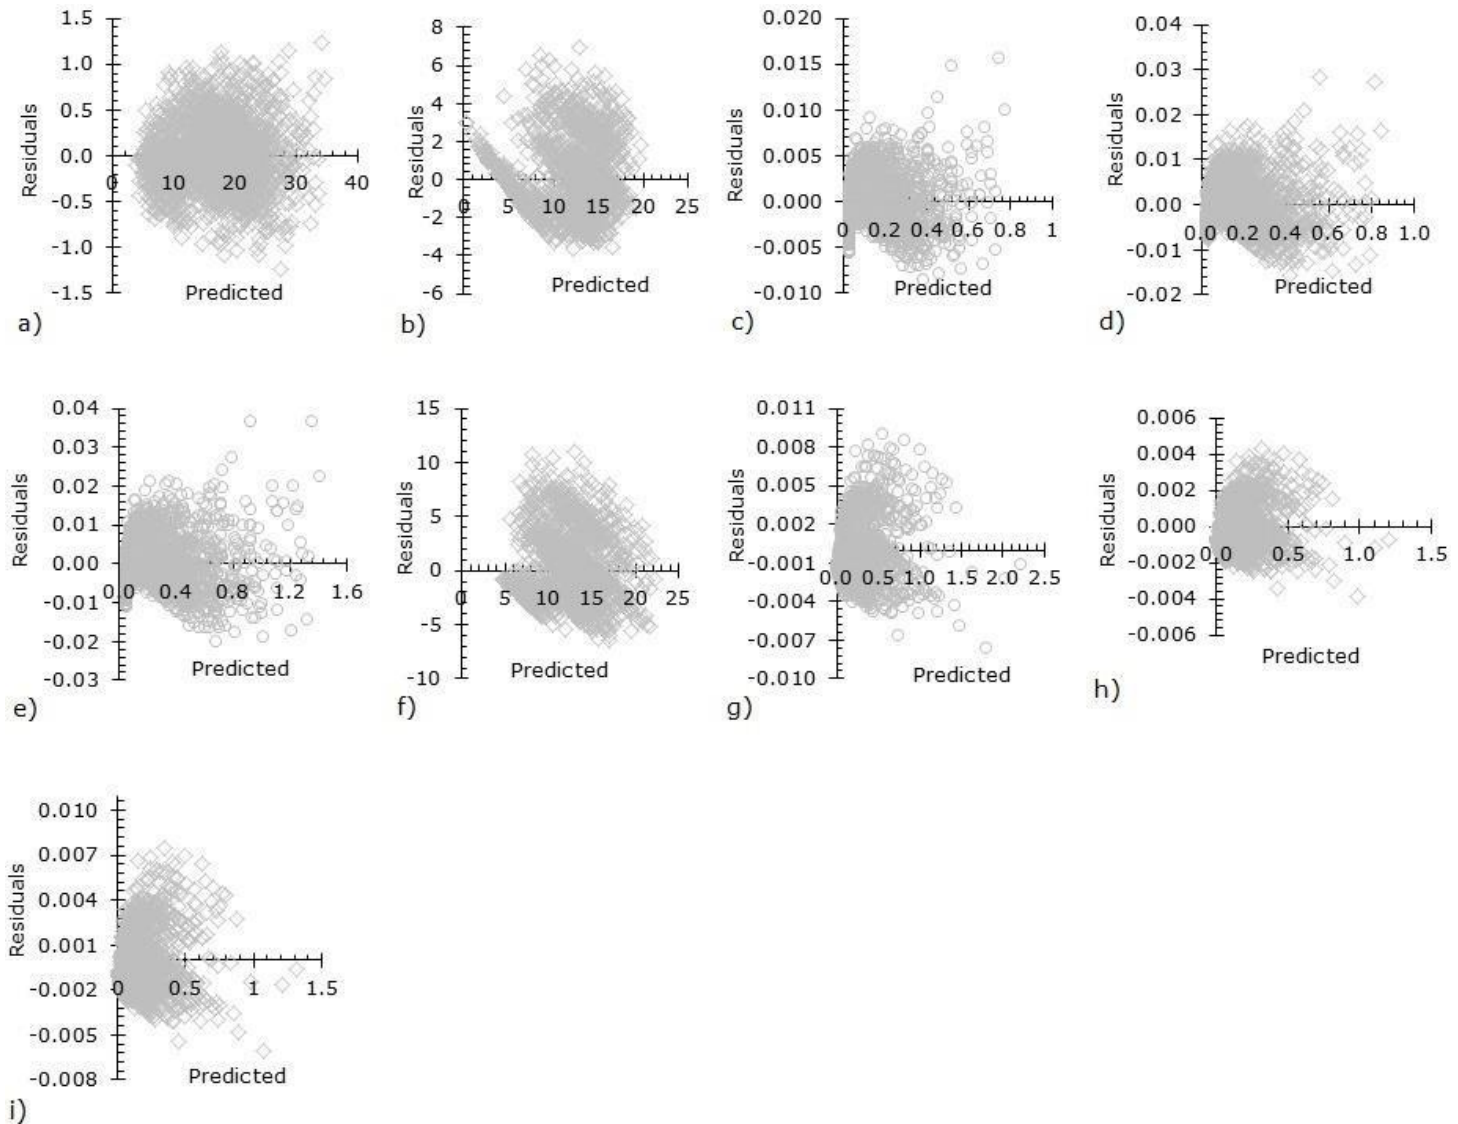 1.5
1.0
0.5
0.0
-0.5
-1.0
-1.5
Residuals
0 10 20 30 40
Predicted
a)
8
6
4
2
0
-2
-4
-6
Residuals
0 5 10 15 20 25
Predicted
b)
0.020
0.015
0.010
0.005
0.000
-0.005
-0.010
Residuals
0 0.2 0.4 0.6 0.8 1
Predicted
c)
0.04
0.03
0.02
0.01
0.00
-0.01
-0.02
Residuals
0.0 0.2 0.4 0.6 0.8 1.0
Predicted
d)
0.04
0.03
0.02
0.01
0.00
-0.01
-0.02
-0.03
Residuals
0.0 0.4 0.8 1.2 1.6
Predicted
e)
15
10
5
0
-5
-10
Residuals
0 5 10 15 20 25
Predicted
f)
0.011
0.008
0.005
0.002
-0.001
-0.004
-0.007
-0.010
Residuals
0.0 0.5 1.0 1.5 2.0 2.5
Predicted
g)
0.006
0.004
0.002
0.000
-0.002
-0.004
-0.006
Residuals
0.0 0.5 1.0 1.5
Predicted
h)
0.010
0.007
0.004
0.001
-0.002
-0.005
-0.008
Residuals
0 0.5 1 1.5
Predicted
i)